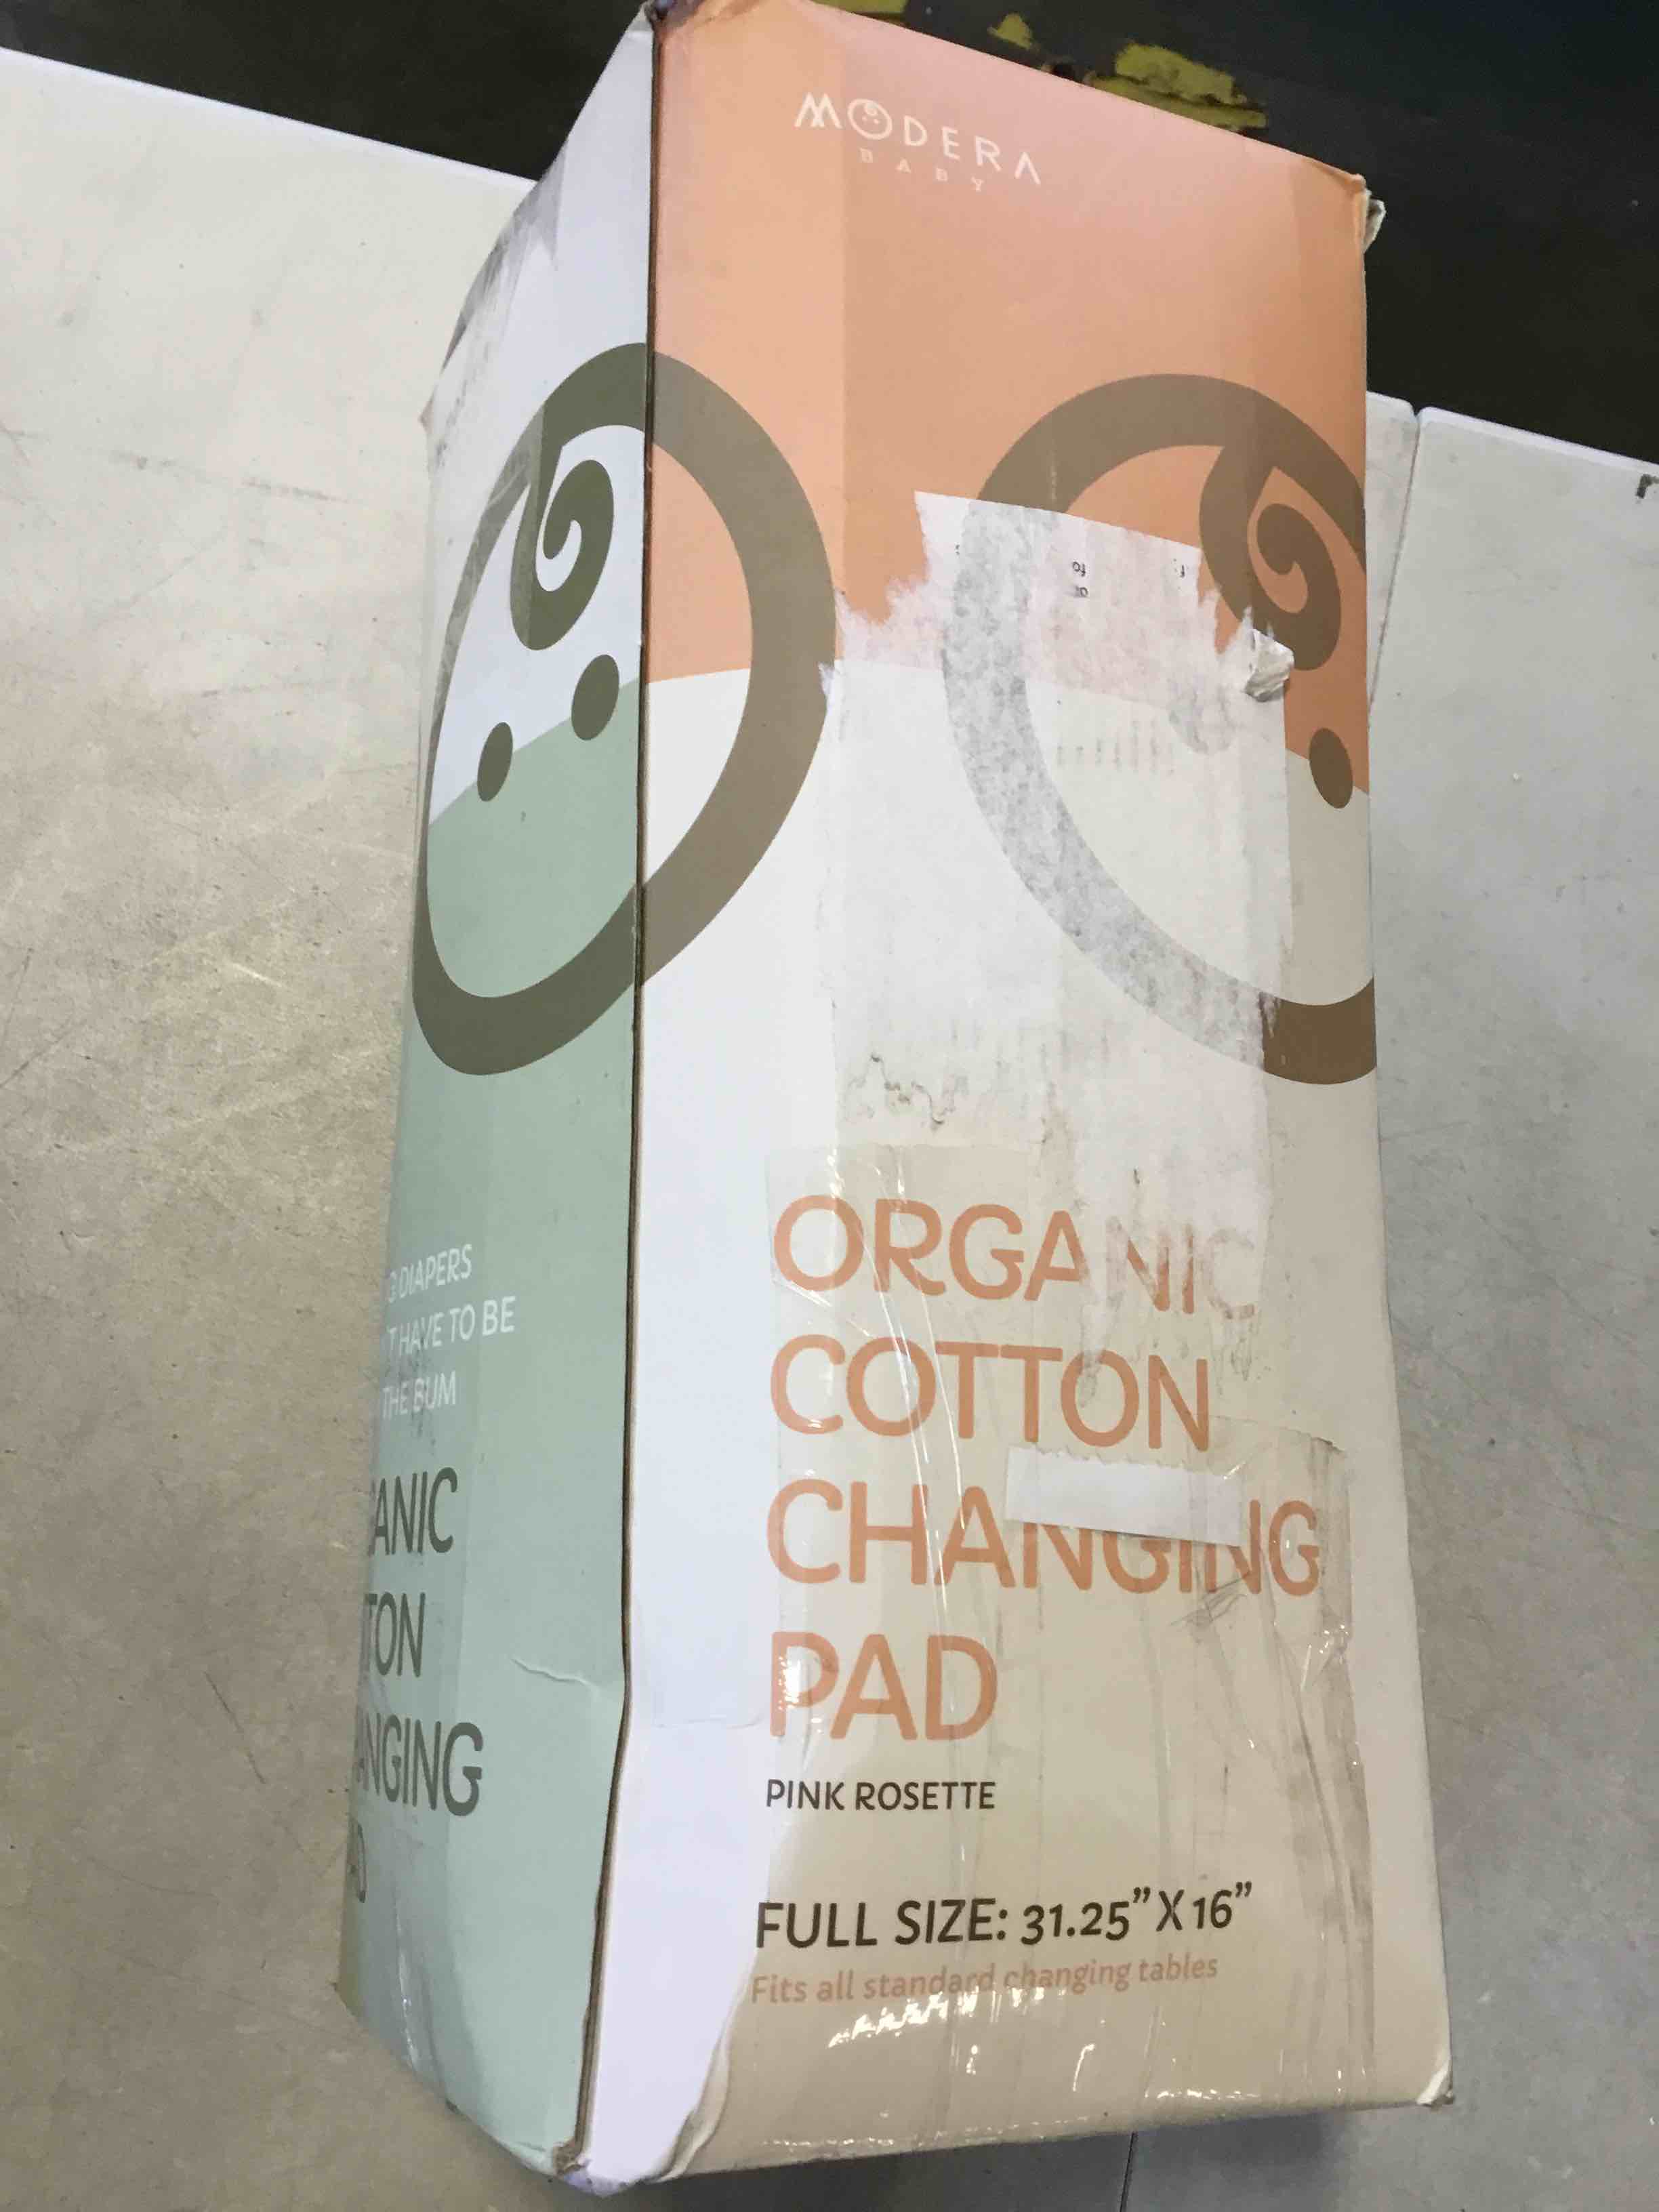 MODERA
BABY
ORGANIC
COTTON
CHANGING
PAD
PINK ROSETTE
FULL SIZE: 31.25” X 16”
Fits all standard changing tables
DIAPERS
T HAVE TO BE
THE BUM
ANIC
TON
ANGING